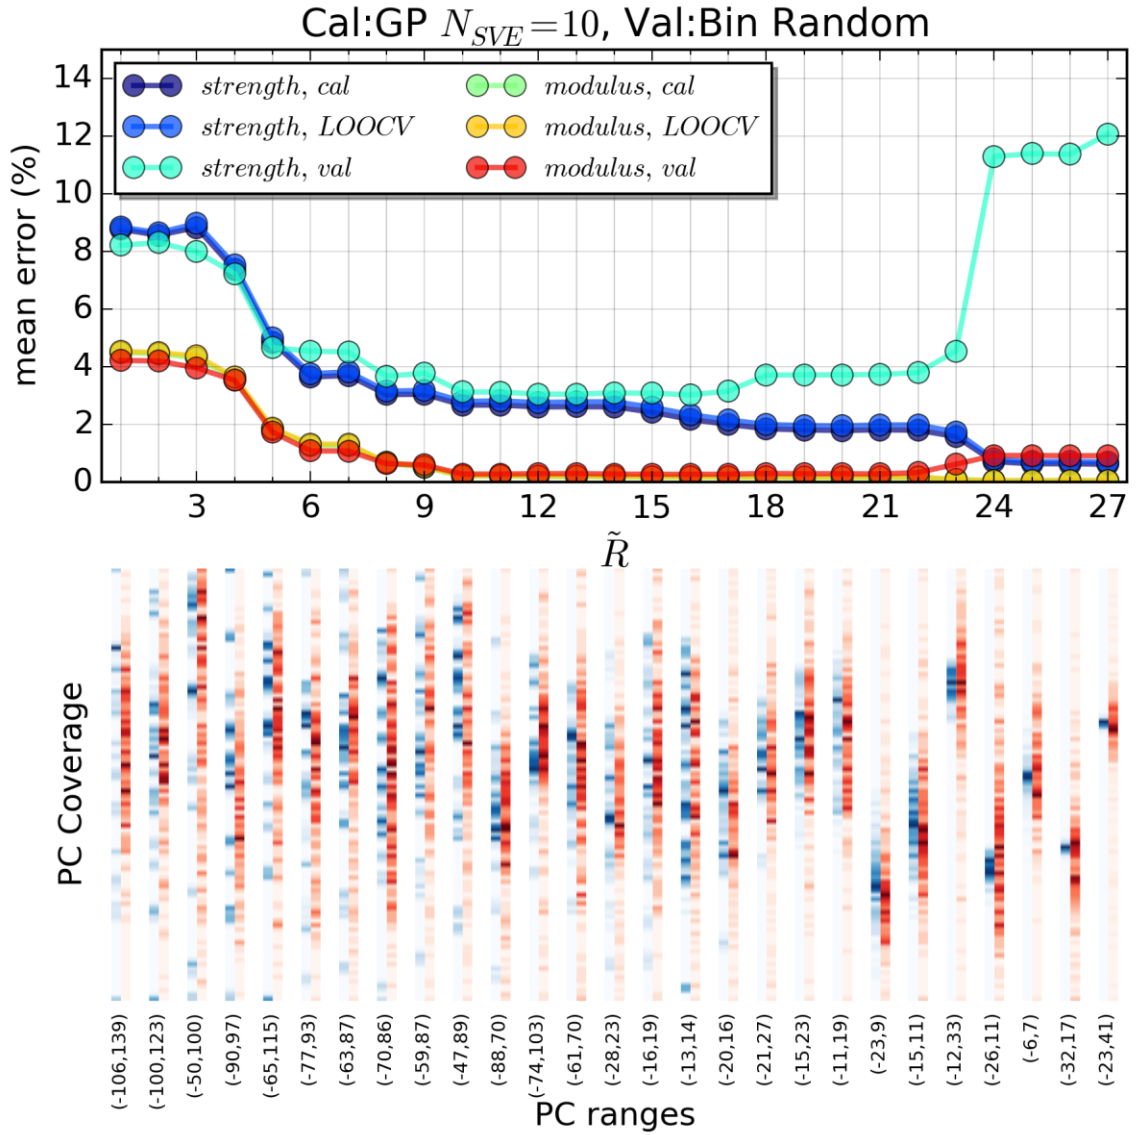 Cal:GP N_SVE=10, Val:Bin Random
14
12
10
8
6
4
2
0
mean error (%)
strength, cal
strength, LOOCV
strength, val
modulus, cal
modulus, LOOCV
modulus, val
3 6 9 12 15 18 21 24 27
R̃
PC Coverage
(-106,139)
(-100,123)
(-50,100)
(-90,97)
(-65,115)
(-77,93)
(-63,87)
(-70,86)
(-59,87)
(-47,89)
(-88,70)
(-74,103)
(-61,70)
(-28,23)
(-16,19)
(-13,14)
(-20,16)
(-21,27)
(-15,23)
(-11,19)
(-23,9)
(-15,11)
(-12,33)
(-26,11)
(-6,7)
(-32,17)
(-23,41)
PC ranges